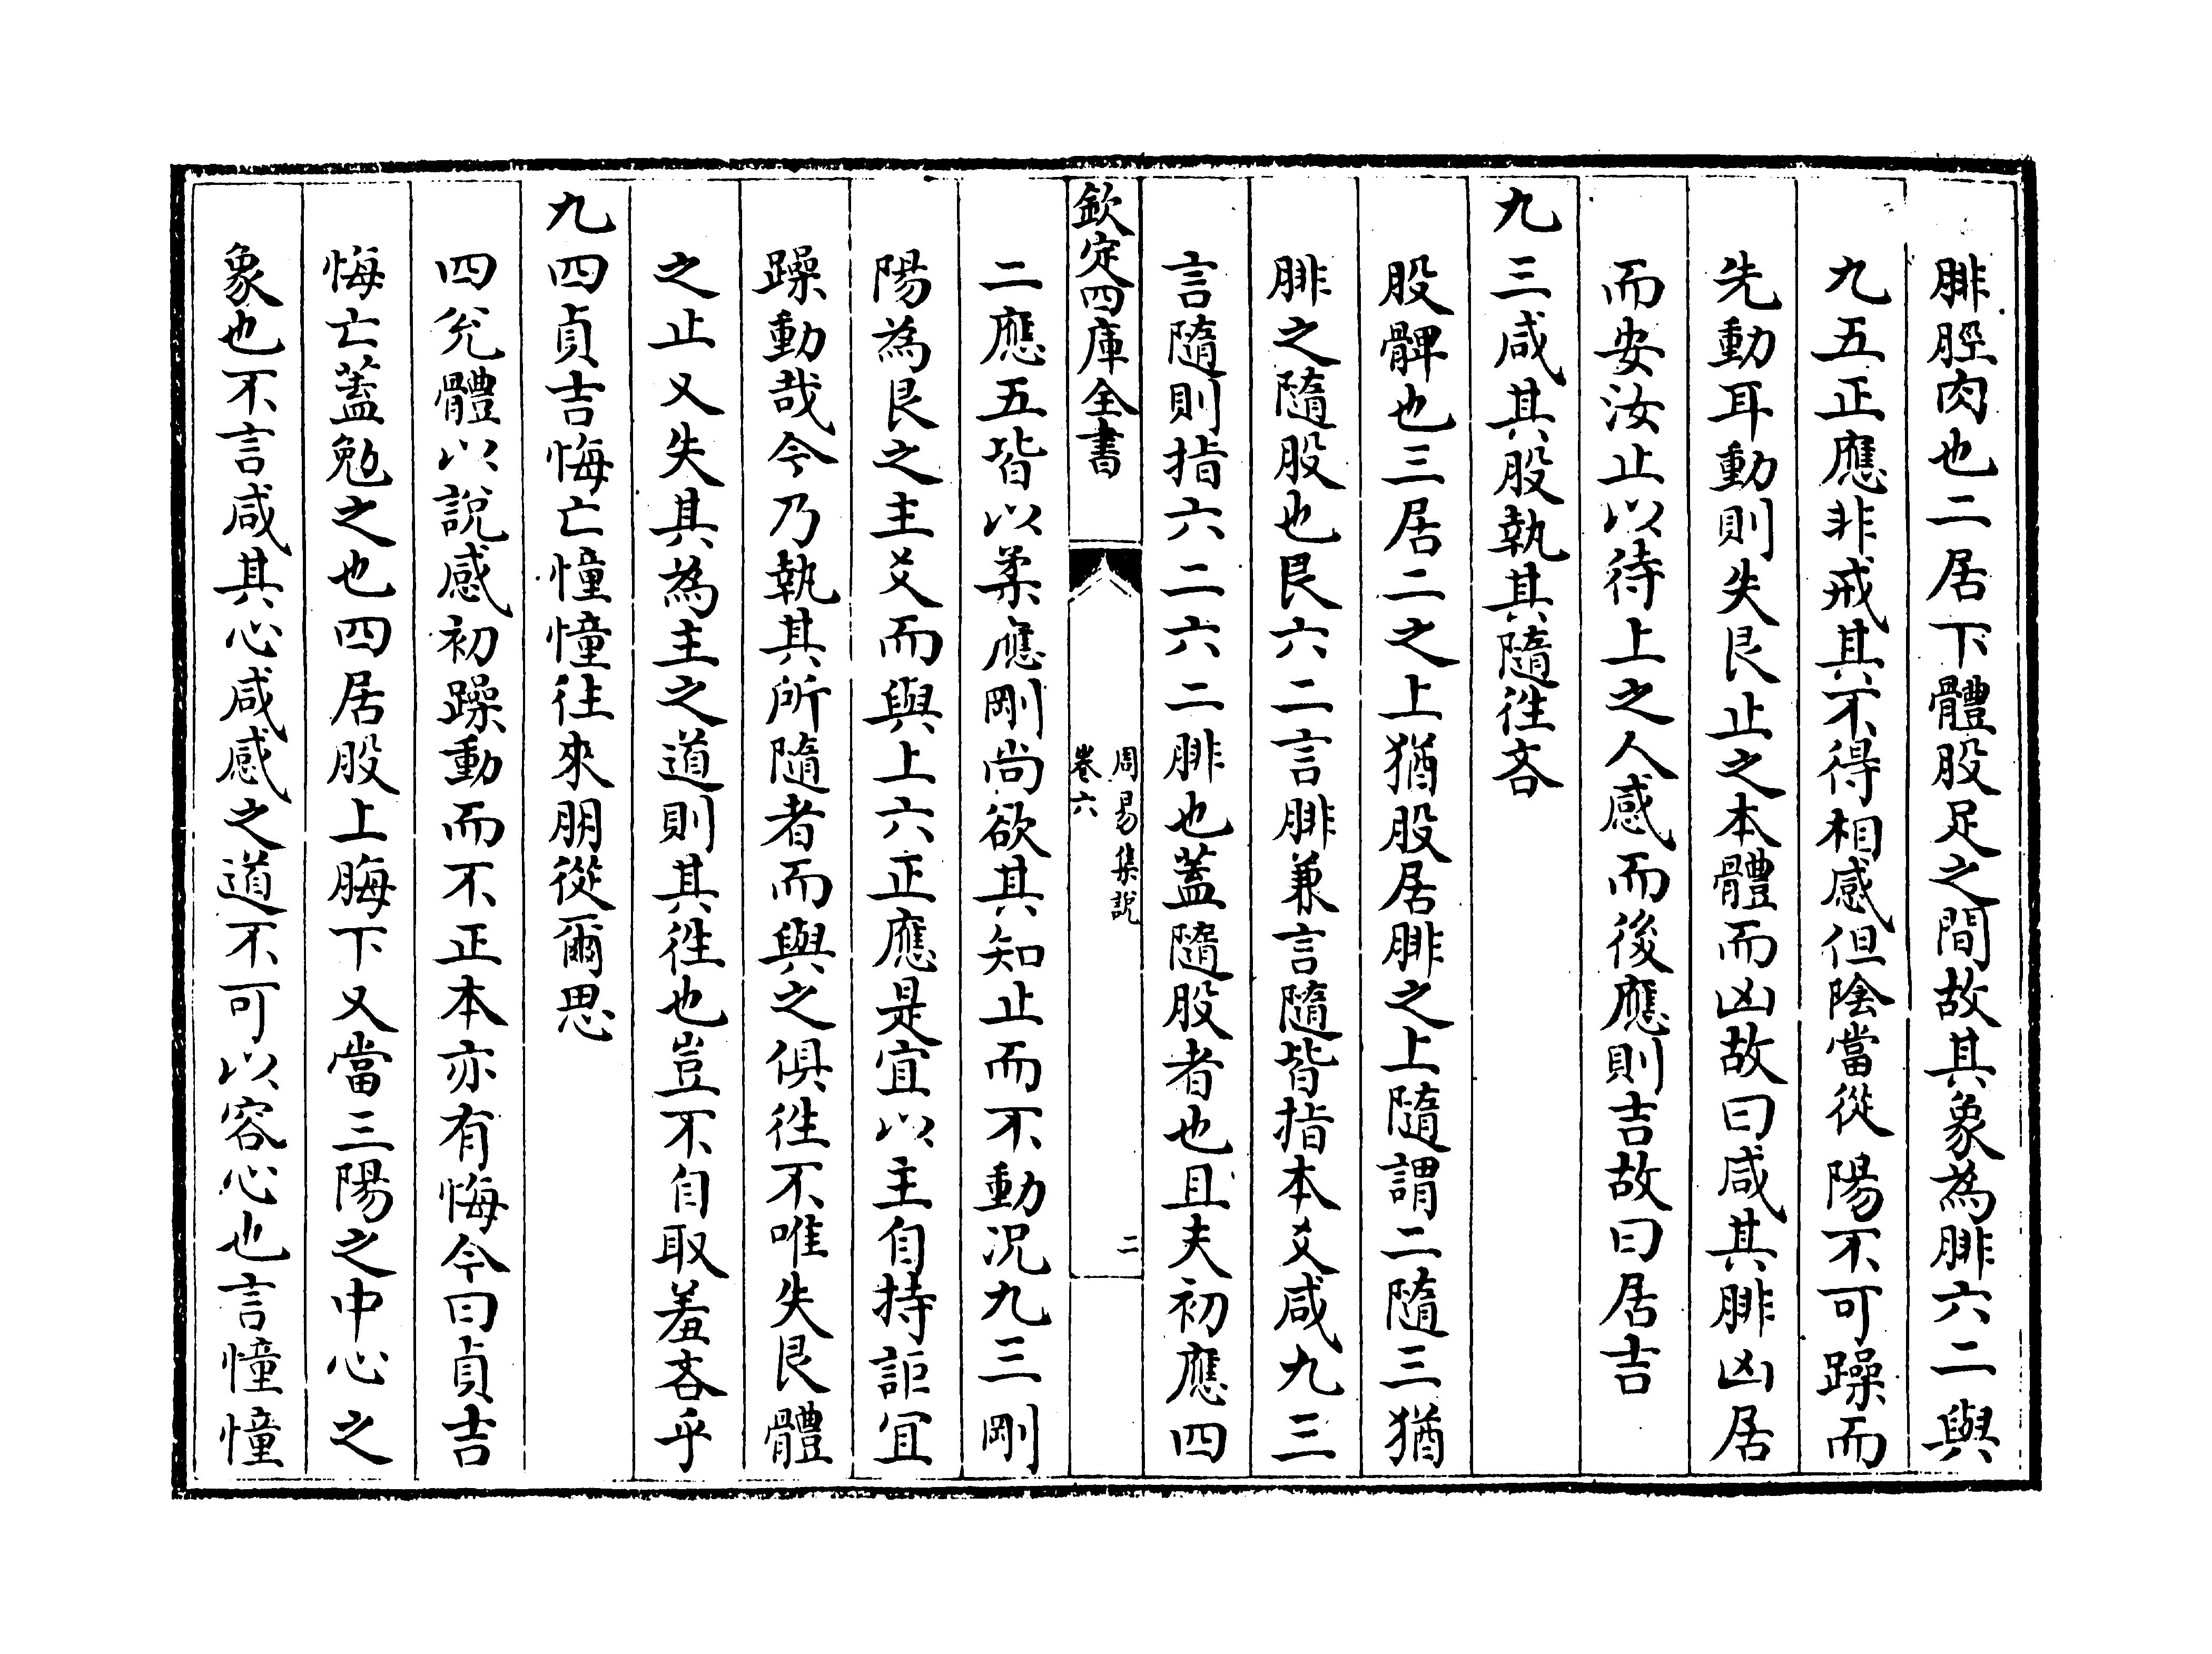 腓脛肉也二居下體股足之間故其象為腓六二與
九五正應非戒其不得相感但陰當從陽不可躁而
先動耳動則失艮止之本體而凶故曰咸其腓凶居
而安汝止以待上之人感而後應則吉故曰居吉
九三咸其股執其隨徃吝
股髀也三居二之上猶股居腓之上隨謂二隨三猶
腓之隨股也艮六二言腓兼言隨皆指本爻咸九三
言隨則指六二六二腓也蓋隨股者也且夫初應四
欽定四庫全書
周易集說
卷六
二
二應五皆以柔應剛尚欲其知止而不動况九三剛
陽為艮之主爻而與上六正應是宜以主自持詎宜
躁動哉今乃執其所隨者而與之俱徃不唯失艮體
之止又失其為主之道則其徃也豈不自取羞吝乎
九四貞吉悔亡憧憧徃來朋從爾思
四兊體以說感初躁動而不正本亦有悔今曰貞吉
悔亡蓋勉之也四居股上脢下又當三陽之中心之
象也不言咸其心咸感之道不可以容心也言憧憧